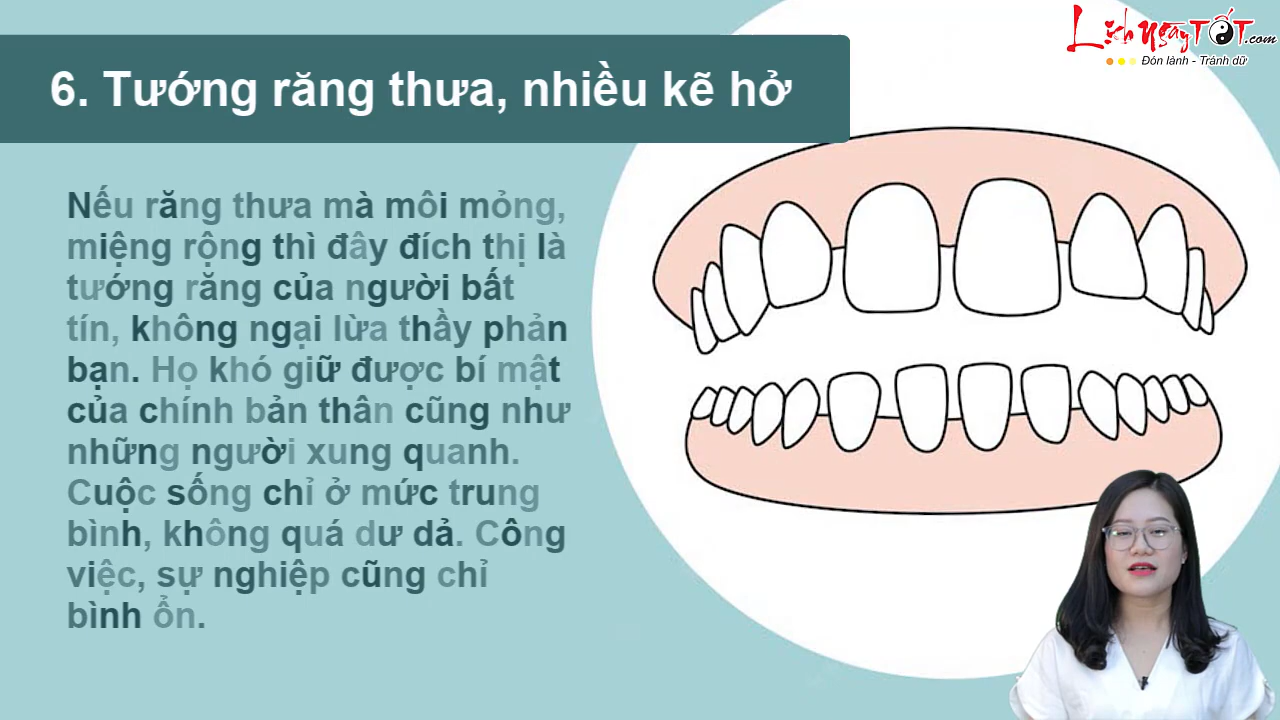 LịchNgàyTỐT.com
Đón lành - Tránh dữ
6. Tướng răng thưa, nhiều kẽ hở
Nếu răng thưa mà môi mỏng,
miệng rộng thì đây đích thị là
tướng răng của người bất
tín, không ngại lừa thầy phản
bạn. Họ khó giữ được bí mật
của chính bản thân cũng như
những người xung quanh.
Cuộc sống chỉ ở mức trung
bình, không quá dư dả. Công
việc, sự nghiệp cũng chỉ
bình ổn.